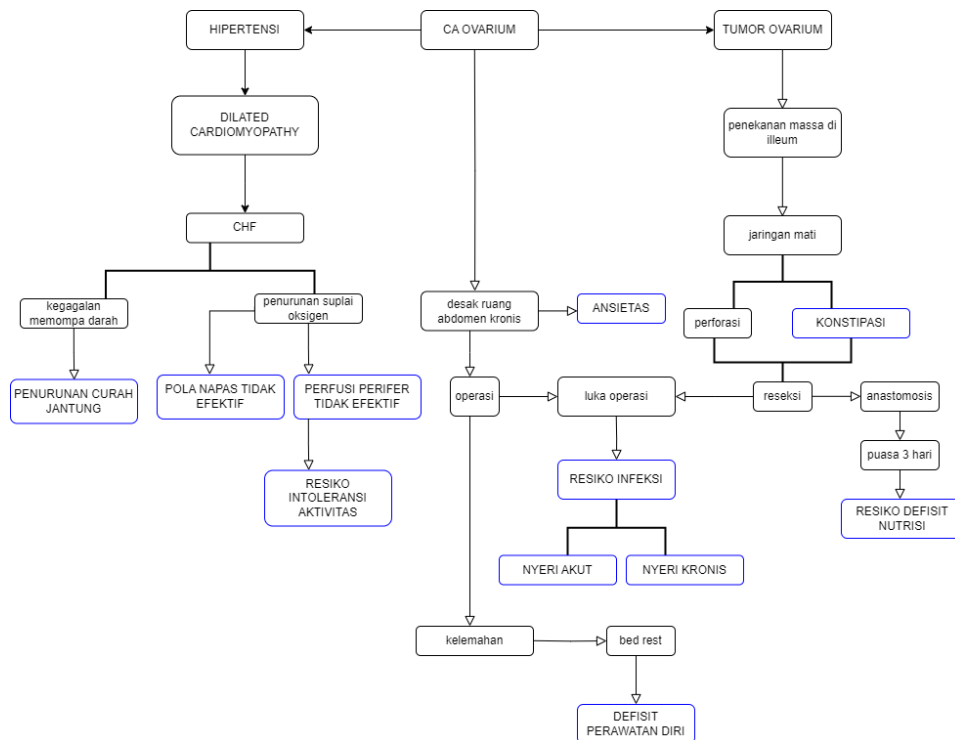 HIPERTENSI
CA OVARIUM
TUMOR OVARIUM
DILATED
CARDIOMYOPATHY
penekanan massa di
illeum
CHF
jaringan mati
kegagalan
memompa darah
penurunan suplai
oksigen
desak ruang
abdomen kronis
ANSIETAS
perforasi
KONSTIPASI
PENURUNAN CURAH
JANTUNG
POLA NAPAS TIDAK
EFEKTIF
PERFUSI PERIFER
TIDAK EFEKTIF
operasi
luka operasi
reseksi
anastomosis
puasa 3 hari
RESIKO
INTOLERANSI
AKTIVITAS
RESIKO INFEKSI
RESIKO DEFISIT
NUTRISI
NYERI AKUT
NYERI KRONIS
kelemahan
bed rest
DEFISIT
PERAWATAN DIRI